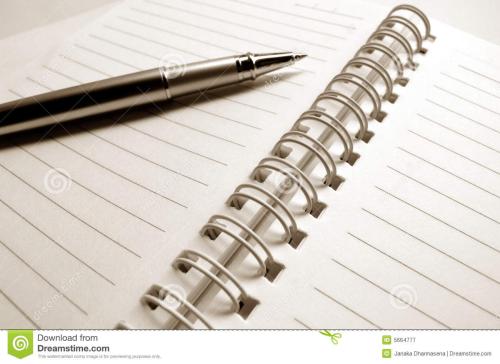 Download from
Dreamstime.com
This watermarked comp image is for previewing purposes only.
5664777
Janaka Dharmasena | Dreamstime.com